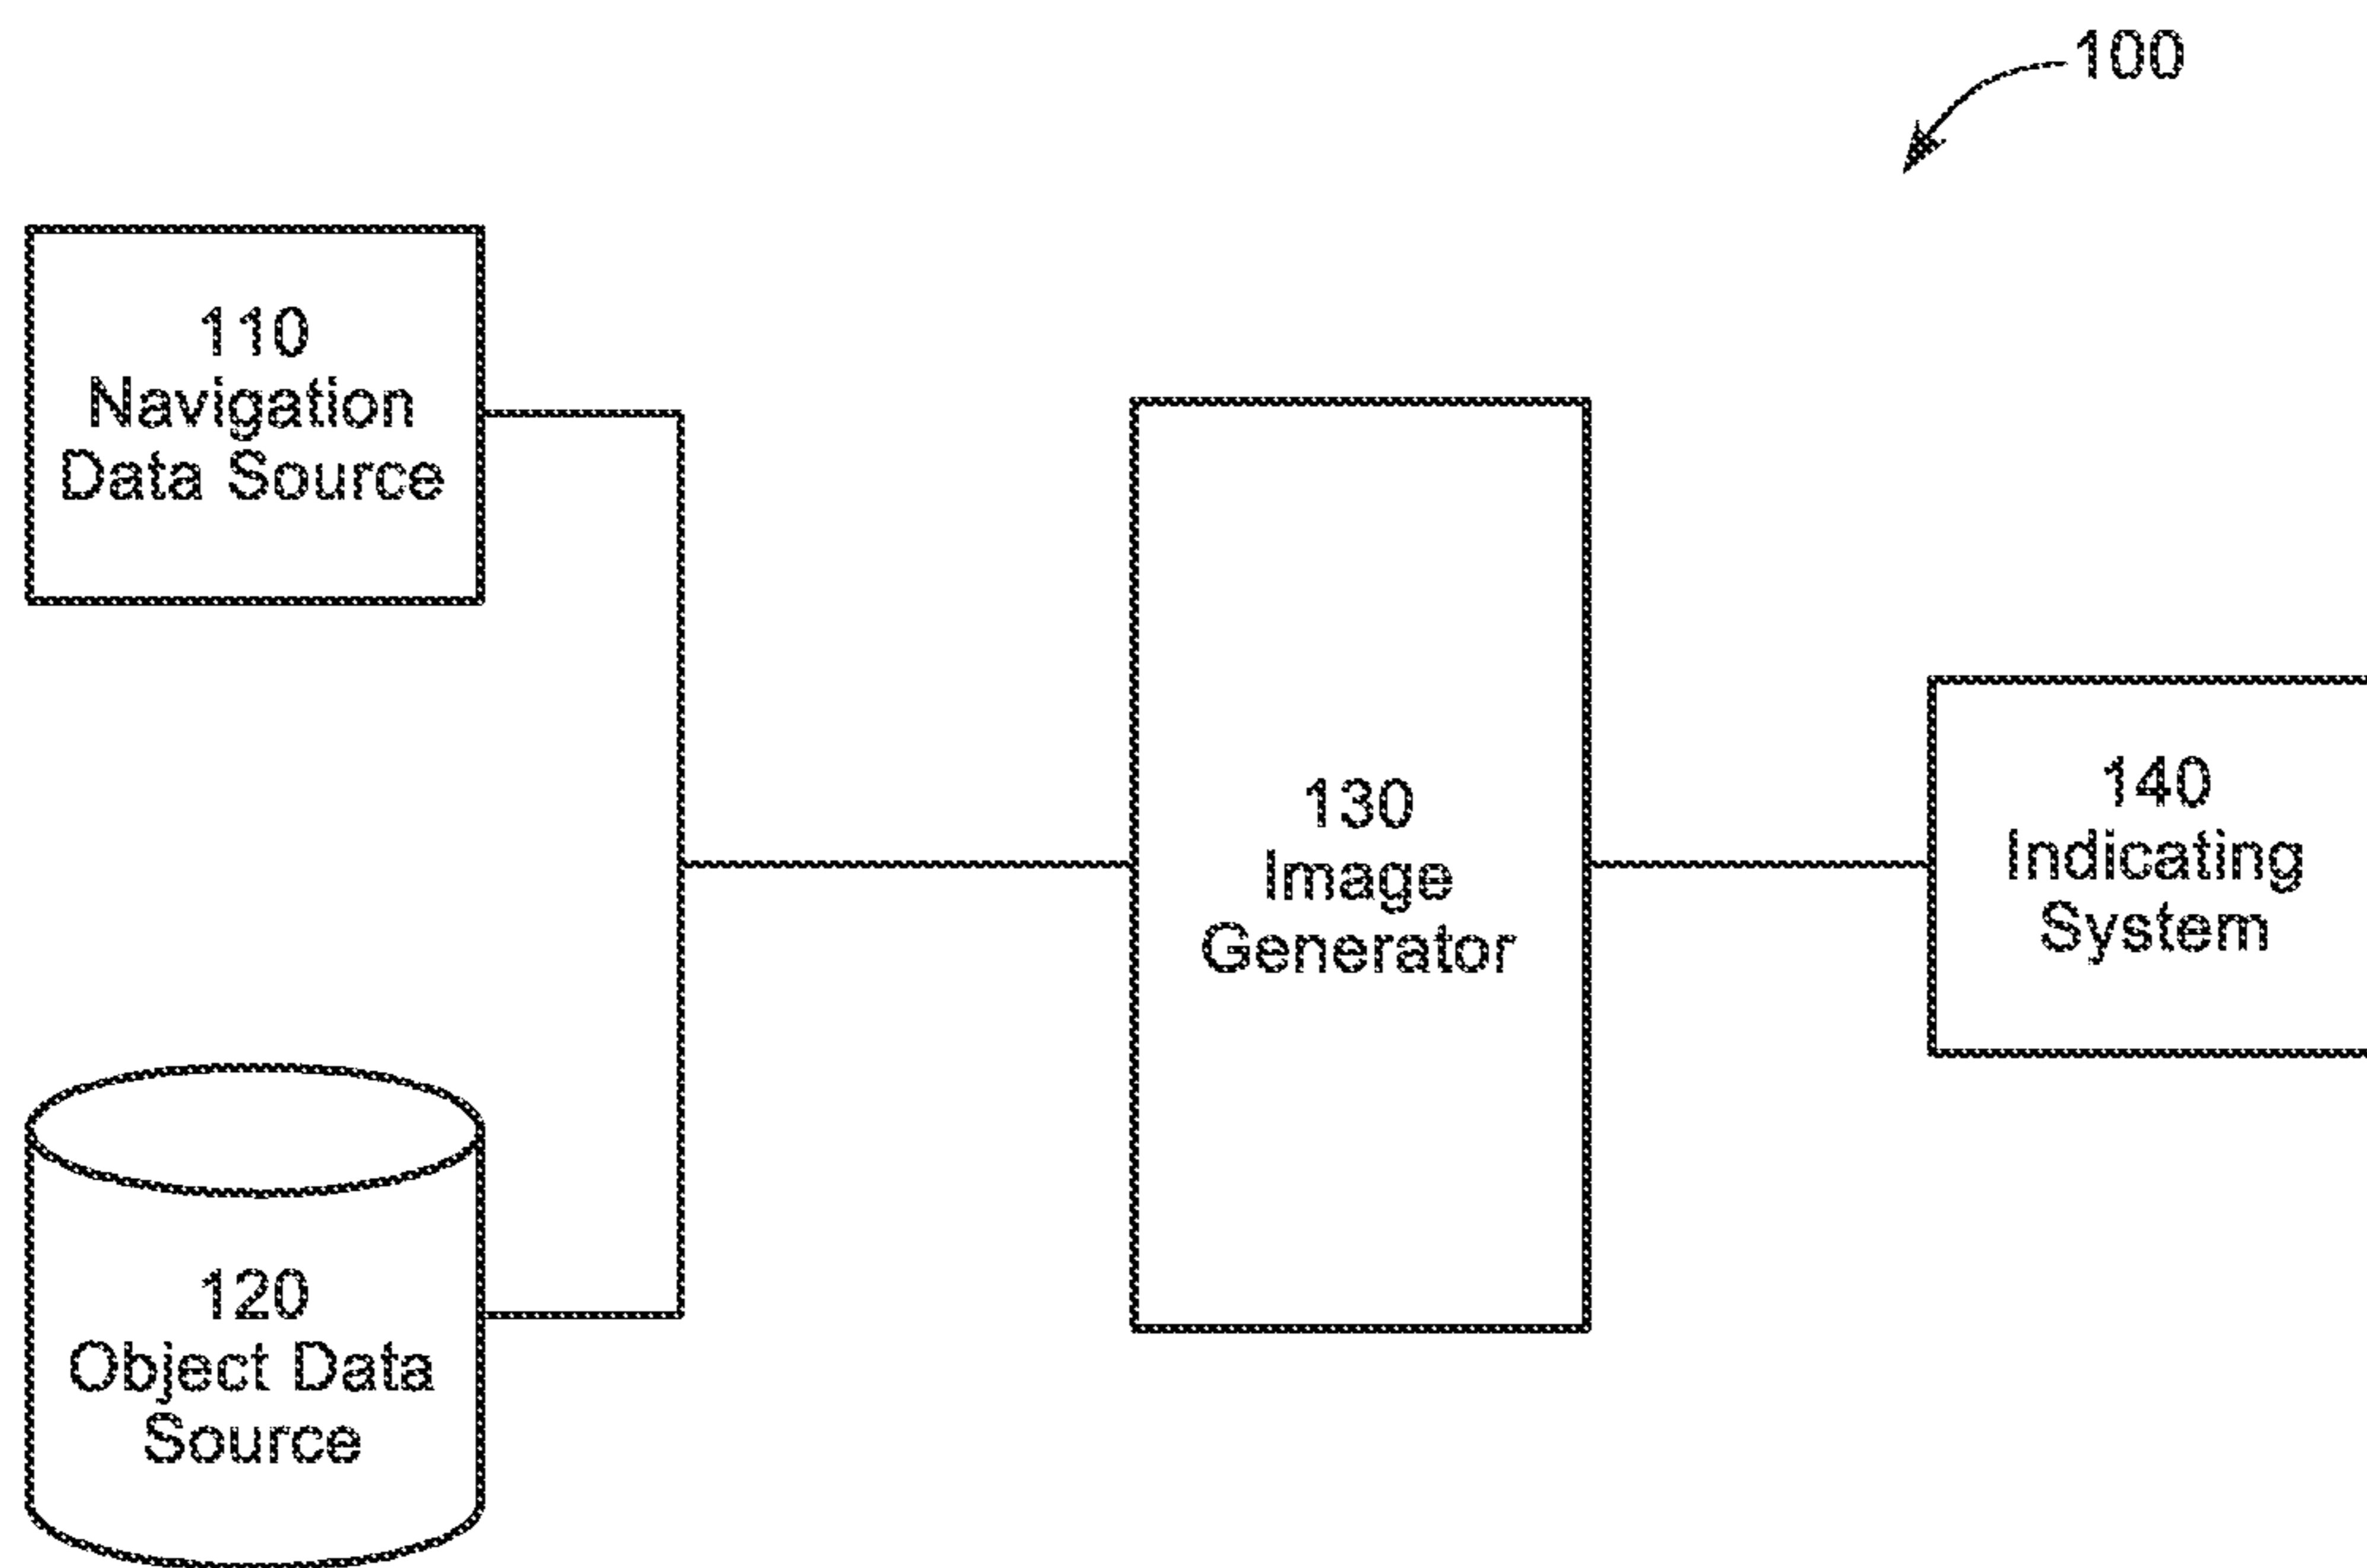 100
110
Navigation
Data Source
130
Image
Generator
140
Indicating
System
120
Object Data
Source